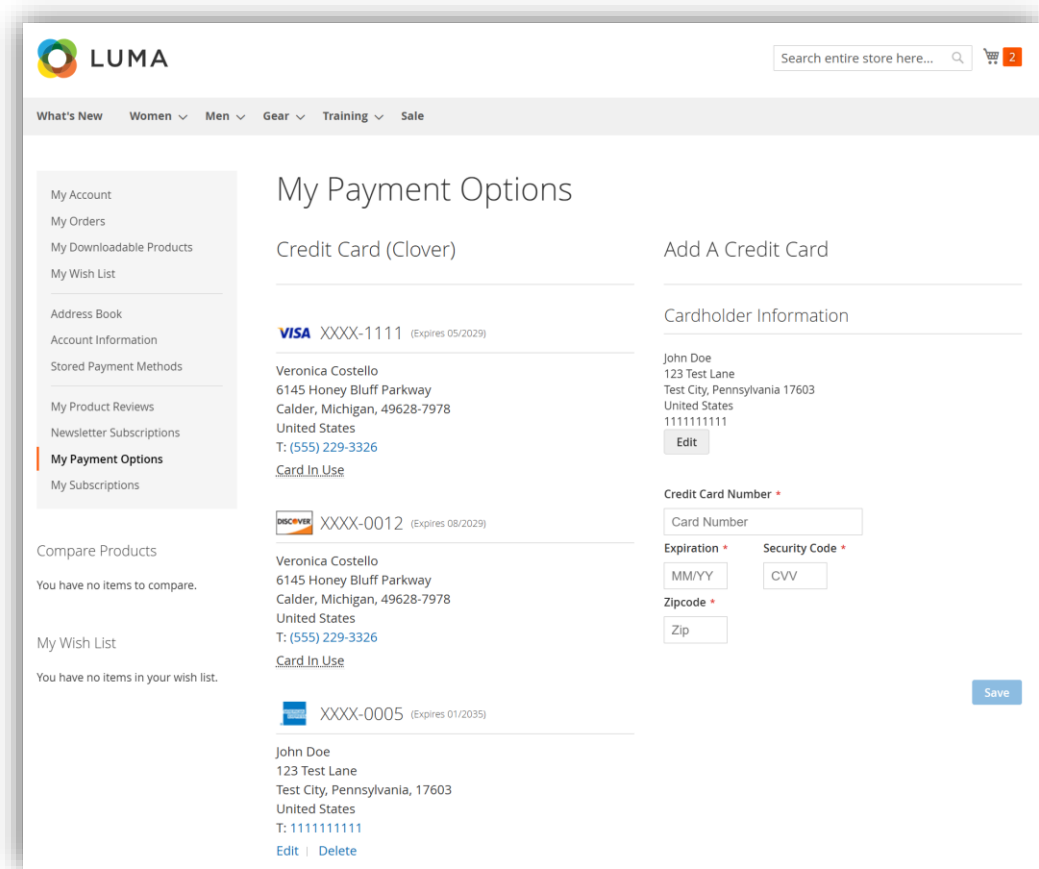 LUMA
Search entire store here...
2
What's New Women Men Gear Training Sale
My Account
My Orders
My Downloadable Products
My Wish List
Address Book
Account Information
Stored Payment Methods
My Product Reviews
Newsletter Subscriptions
My Payment Options
My Subscriptions
Compare Products
You have no items to compare.
My Wish List
You have no items in your wish list.
My Payment Options
Credit Card (Clover)
VISA XXXX-1111 (Expires 05/2029)
Veronica Costello
6145 Honey Bluff Parkway
Calder, Michigan, 49628-7978
United States
T: (555) 229-3326
Card In Use
DISCOVER XXXX-0012 (Expires 08/2029)
Veronica Costello
6145 Honey Bluff Parkway
Calder, Michigan, 49628-7978
United States
T: (555) 229-3326
Card In Use
XXXX-0005 (Expires 01/2035)
John Doe
123 Test Lane
Test City, Pennsylvania, 17603
United States
T: 1111111111
Edit | Delete
Add A Credit Card
Cardholder Information
John Doe
123 Test Lane
Test City, Pennsylvania 17603
United States
1111111111
Edit
Credit Card Number *
Card Number
Expiration * Security Code *
MM/YY CVV
Zipcode *
Zip
Save